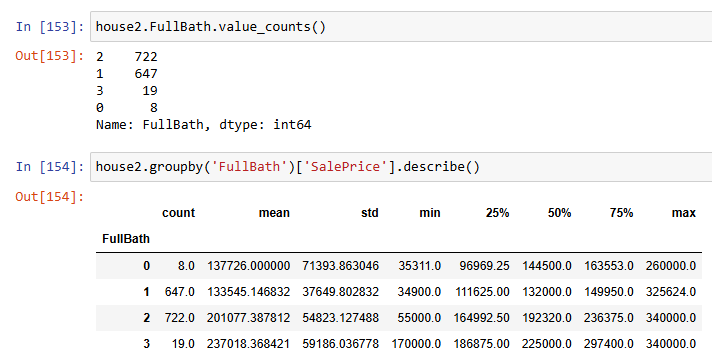 In [153]: house2.FullBath.value_counts()
Out[153]: 2    722
1    647
3     19
0      8
Name: FullBath, dtype: int64
In [154]: house2.groupby('FullBath')['SalePrice'].describe()
Out[154]:
count mean std min 25% 50% 75% max
FullBath
0 8.0 137726.000000 71393.863046 35311.0 96969.25 144500.0 163553.0 260000.0
1 647.0 133545.146832 37649.802832 34900.0 111625.00 132000.0 149950.0 325624.0
2 722.0 201077.387812 54823.127488 55000.0 164992.50 192320.0 236375.0 340000.0
3 19.0 237018.368421 59186.036778 170000.0 186875.00 225000.0 297400.0 340000.0